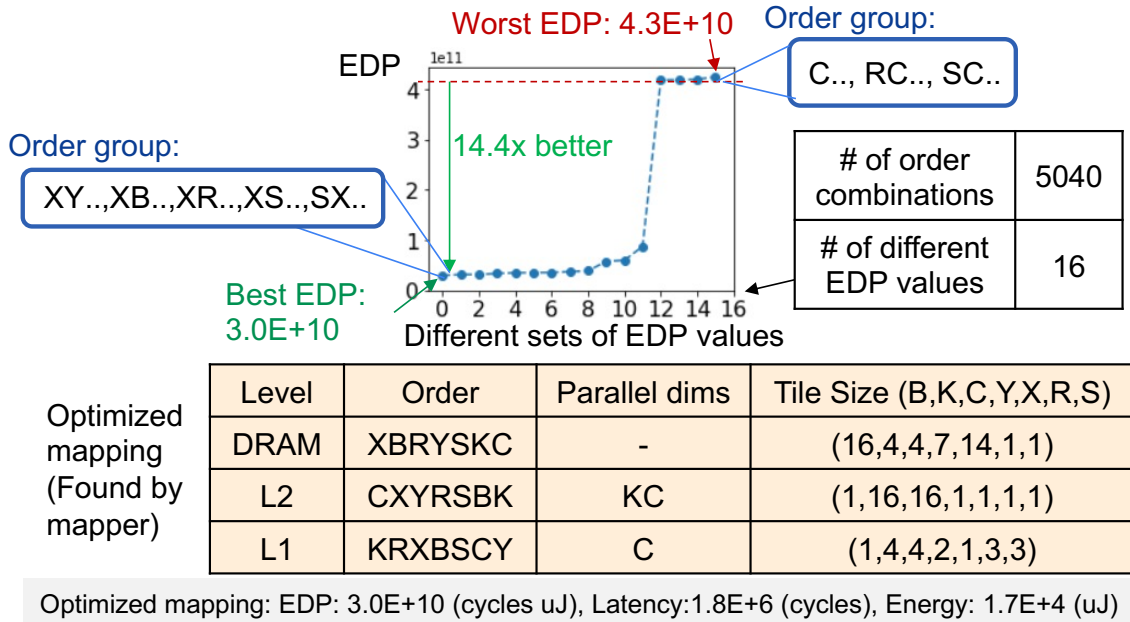 Worst EDP: 4.3E+10
Order group:
EDP
1e11
C.., RC.., SC..
4
3
2
1
0
14.4x better
Order group:
XY..,XB..,XR..,XS..,SX..
# of order combinations 5040
# of different EDP values 16
Best EDP:
3.0E+10
0 2 4 6 8 10 12 14 16
Different sets of EDP values
Optimized
mapping
(Found by
mapper)
Level Order Parallel dims Tile Size (B,K,C,Y,X,R,S)
DRAM XBRYSKC - (16,4,4,7,14,1,1)
L2 CXYRSBK KC (1,16,16,1,1,1,1)
L1 KRXBSCY C (1,4,4,2,1,3,3)
Optimized mapping: EDP: 3.0E+10 (cycles uJ), Latency:1.8E+6 (cycles), Energy: 1.7E+4 (uJ)